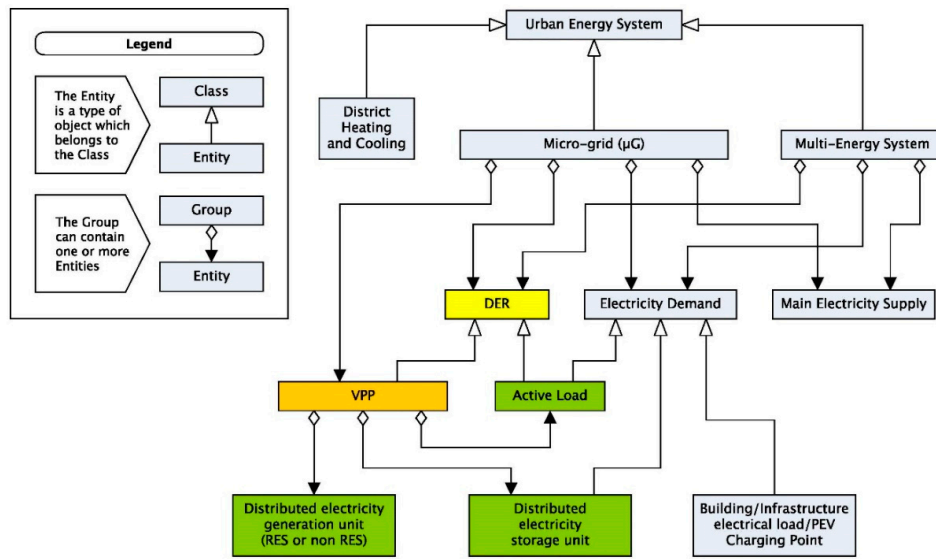 Legend
The Entity
is a type of
object which
belongs to
the Class
Class
Entity
The Group
can contain
one or more
Entities
Group
Entity
Urban Energy System
District
Heating
and Cooling
Micro-grid (µG)
Multi-Energy System
DER
Electricity Demand
Main Electricity Supply
VPP
Active Load
Distributed electricity
generation unit
(RES or non RES)
Distributed
electricity
storage unit
Building/Infrastructure
electrical load/PEV
Charging Point